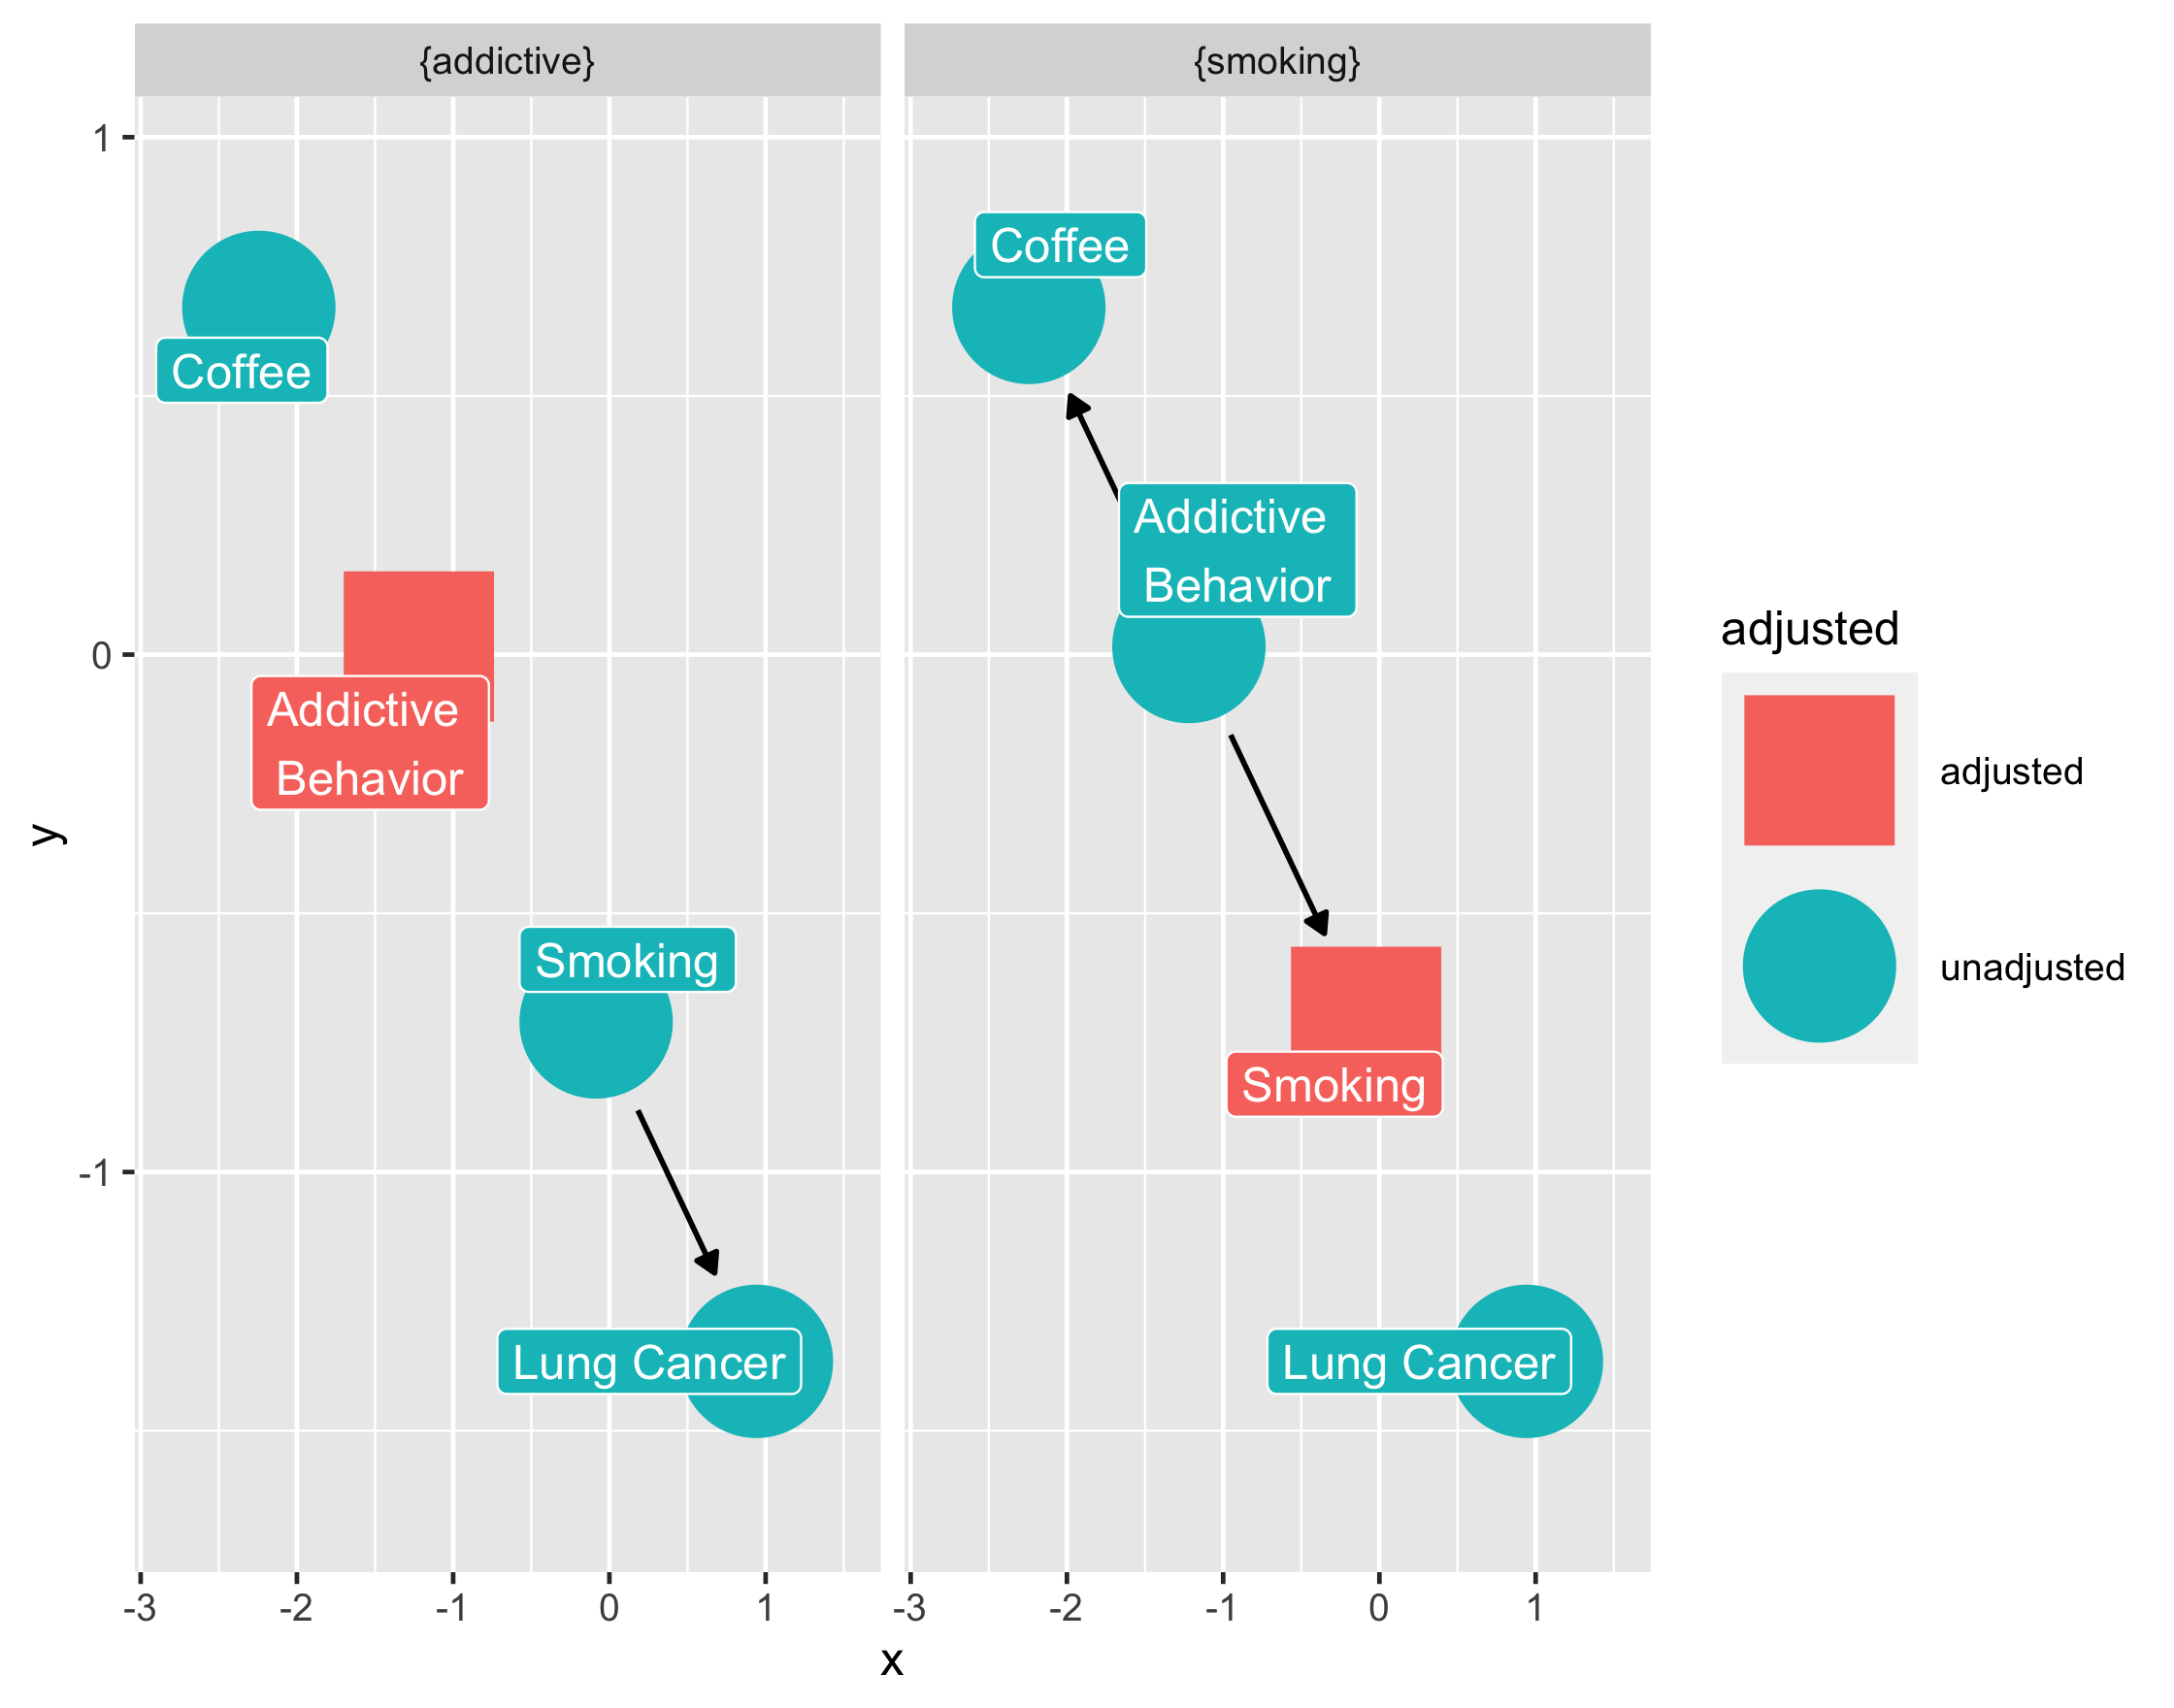 {addictive}
{smoking}
1
0
-1
y
Coffee
Addictive
Behavior
Smoking
Lung Cancer
Coffee
Addictive
Behavior
Smoking
Lung Cancer
-3 -2 -1 0 1
-3 -2 -1 0 1
x
adjusted
adjusted
unadjusted